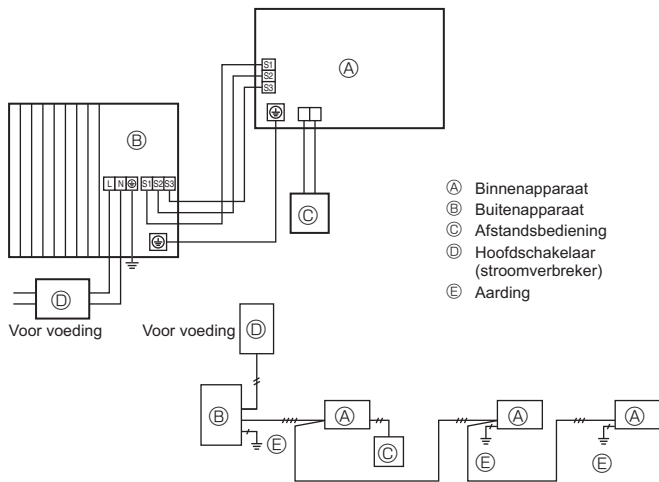 S1
S2
S3
Ⓐ
Ⓑ
L N S1 S2 S3
Ⓒ
Ⓓ
Voor voeding
Ⓐ Binnenapparaat
Ⓑ Buitenapparaat
Ⓒ Afstandsbediening
Ⓓ Hoofdschakelaar
(stroomverbreker)
Ⓔ Aarding
Voor voeding Ⓓ
Ⓑ Ⓐ Ⓐ Ⓐ
Ⓔ Ⓒ Ⓔ Ⓔ